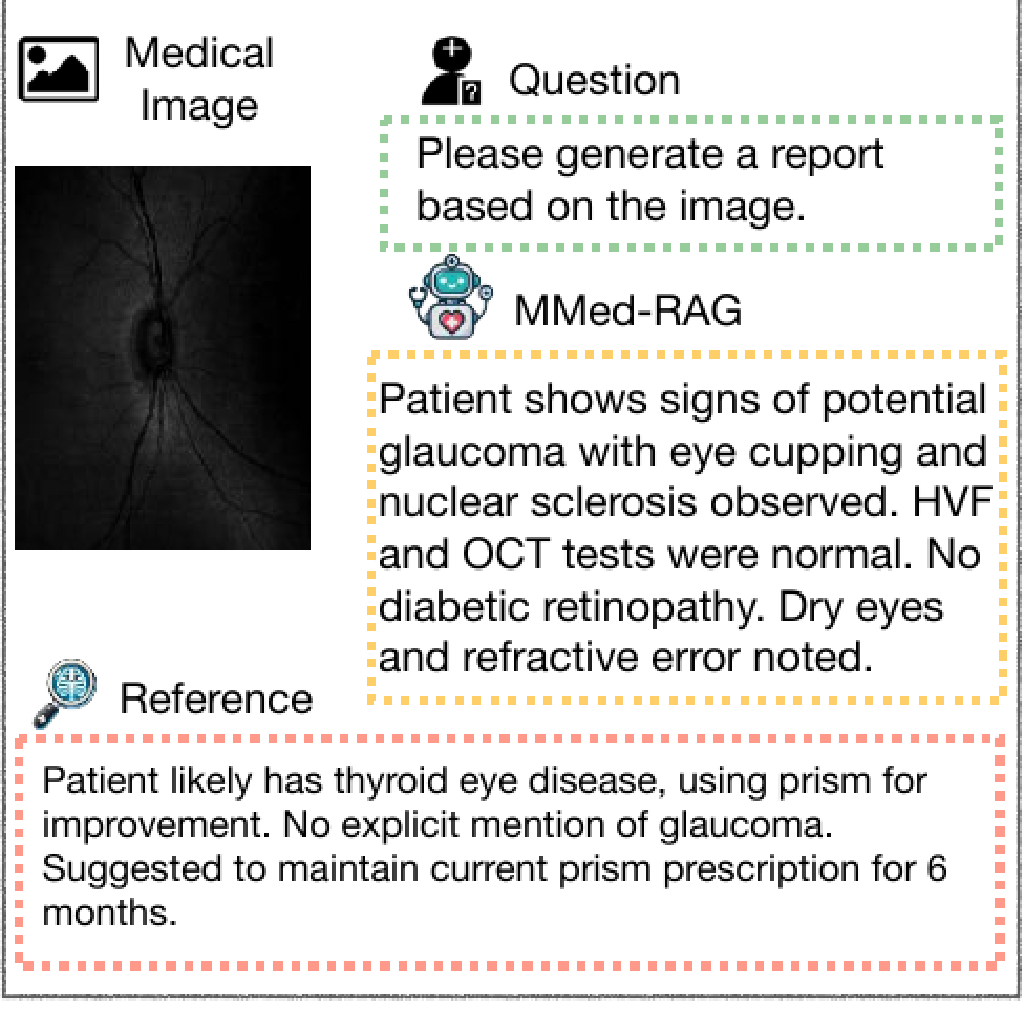 Medical
Image
Question
Please generate a report
based on the image.
MMed-RAG
Patient shows signs of potential
glaucoma with eye cupping and
nuclear sclerosis observed. HVF
and OCT tests were normal. No
diabetic retinopathy. Dry eyes
and refractive error noted.
Reference
Patient likely has thyroid eye disease, using prism for
improvement. No explicit mention of glaucoma.
Suggested to maintain current prism prescription for 6
months.